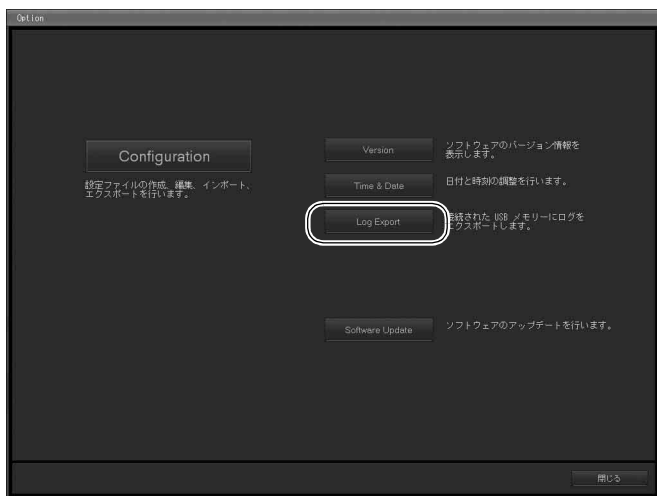 Option
Configuration
設定ファイルの作成、編集、インポート、
エクスポートを行います。
Version
ソフトウェアのバージョン情報を
表示します。
Time & Date
日付と時刻の調整を行います。
Log Export
接続された USB メモリーにログを
エクスポートします。
Software Update
ソフトウェアのアップデートを行います。
閉じる